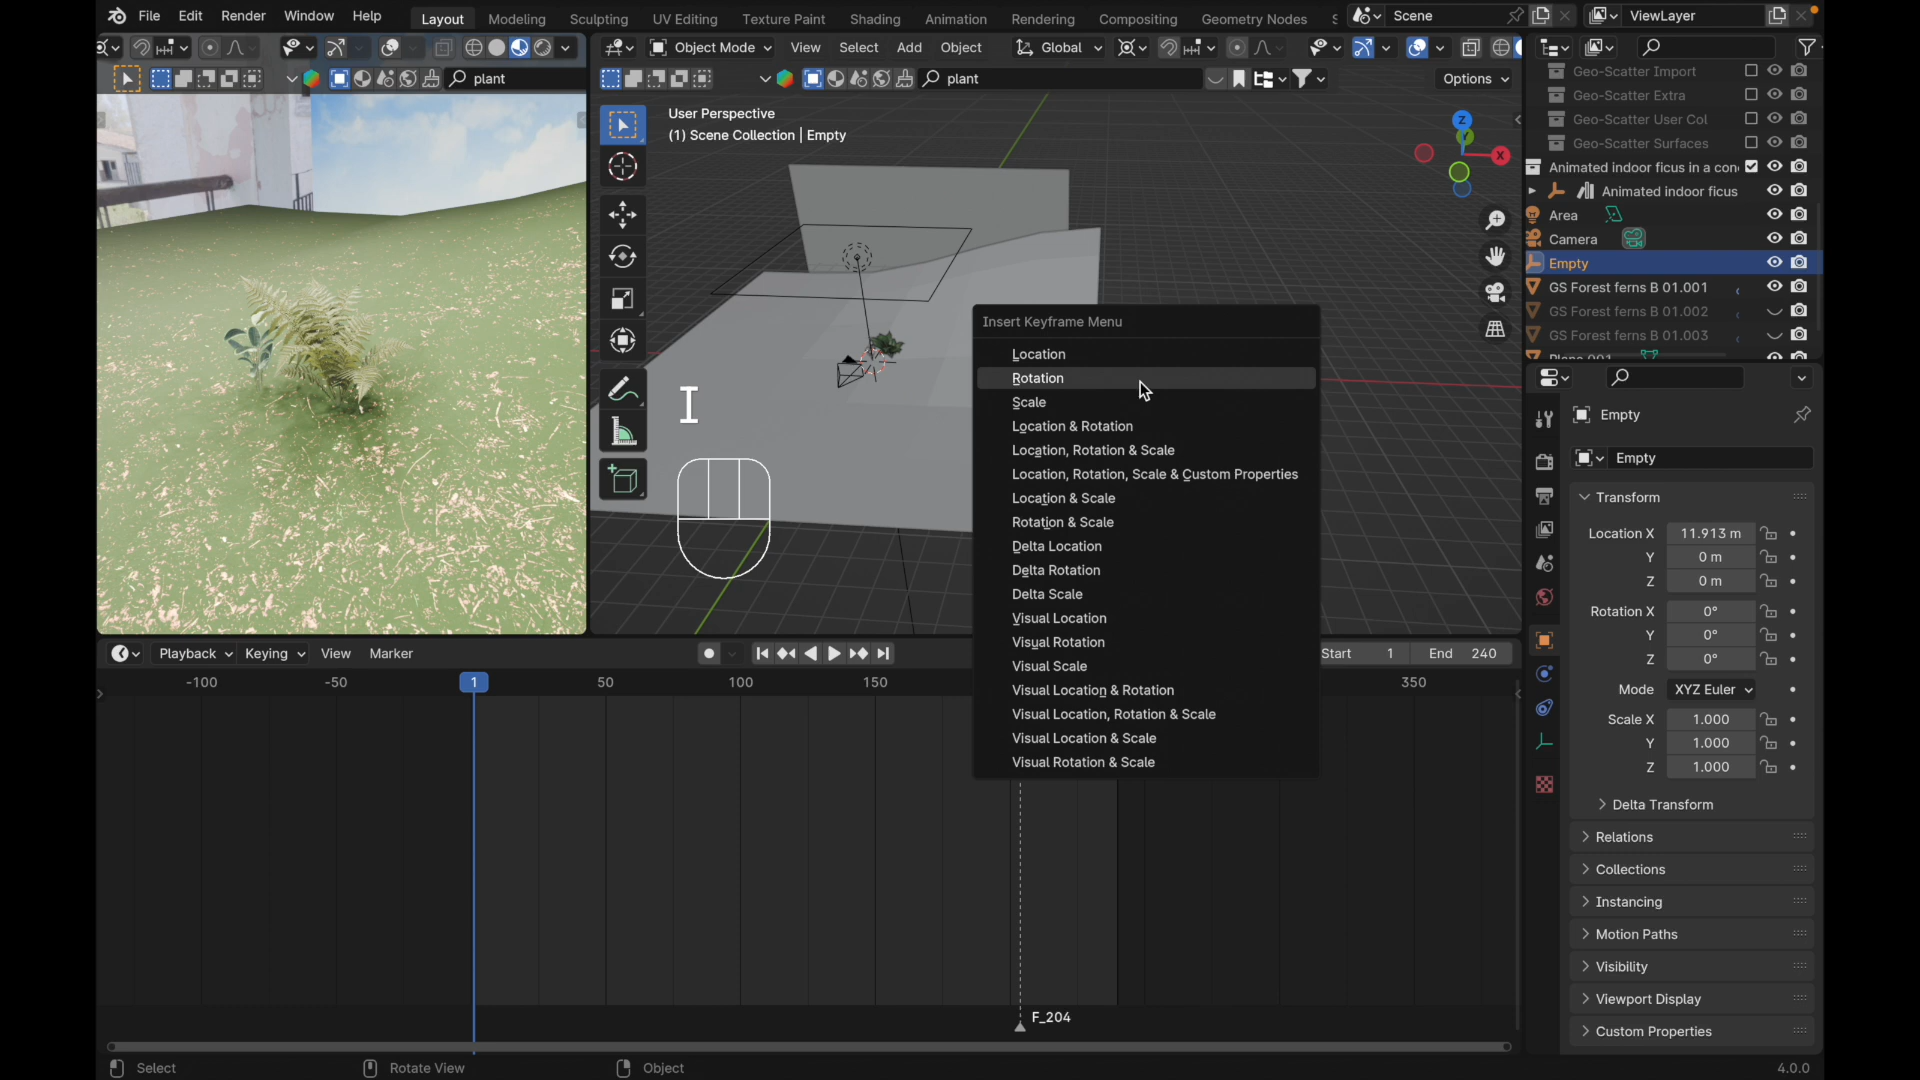 File Edit Render Window Help Layout Modeling Sculpting UV Editing Texture Paint Shading Animation Rendering Compositing Geometry Nodes Scene ViewLayer
Object Mode View Select Add Object Global
plant plant Options
User Perspective
(1) Scene Collection | Empty
Z
X
Geo-Scatter Import
Geo-Scatter Extra
Geo-Scatter User Col
Geo-Scatter Surfaces
Animated indoor ficus in a con
Animated indoor ficus
Area
Camera
Empty
GS Forest ferns B 01.001
GS Forest ferns B 01.002
GS Forest ferns B 01.003
Plane.001
Insert Keyframe Menu
Location
Rotation
Scale
Location & Rotation
Location, Rotation & Scale
Location, Rotation, Scale & Custom Properties
Location & Scale
Rotation & Scale
Delta Location
Delta Rotation
Delta Scale
Visual Location
Visual Rotation
Visual Scale
Visual Location & Rotation
Visual Location, Rotation & Scale
Visual Location & Scale
Visual Rotation & Scale
I
Empty
Empty
Transform
Location X 11.913 m
Y 0 m
Z 0 m
Rotation X 0°
Y 0°
Z 0°
Mode XYZ Euler
Scale X 1.000
Y 1.000
Z 1.000
Delta Transform
Relations
Collections
Instancing
Motion Paths
Visibility
Viewport Display
Custom Properties
Playback Keying View Marker Start 1 End 240
-100 -50 1 50 100 150 350
F_204
Select Rotate View Object 4.0.0